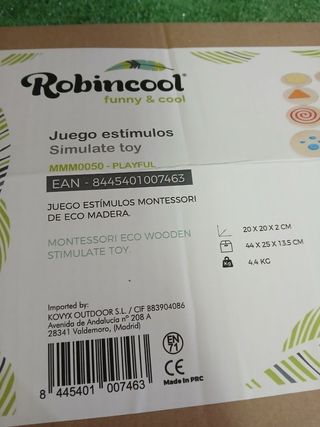 Robincool
funny & cool
Juego estímulos
Simulate toy
MMM0050 - PLAYFUL
EAN - 8445401007463
JUEGO ESTÍMULOS MONTESSORI
DE ECO MADERA.
MONTESSORI ECO WOODEN
STIMULATE TOY.
20 X 20 X 2 CM
44 X 25 X 13.5 CM
Kg
4,4 KG
Imported by:
KOVYX OUTDOOR S.L. / CIF B83904086
Avenida de Andalucía nº 208 A
28341 Valdemoro, (Madrid)
EN
71
CE
Made In PRC
8 445401 007463